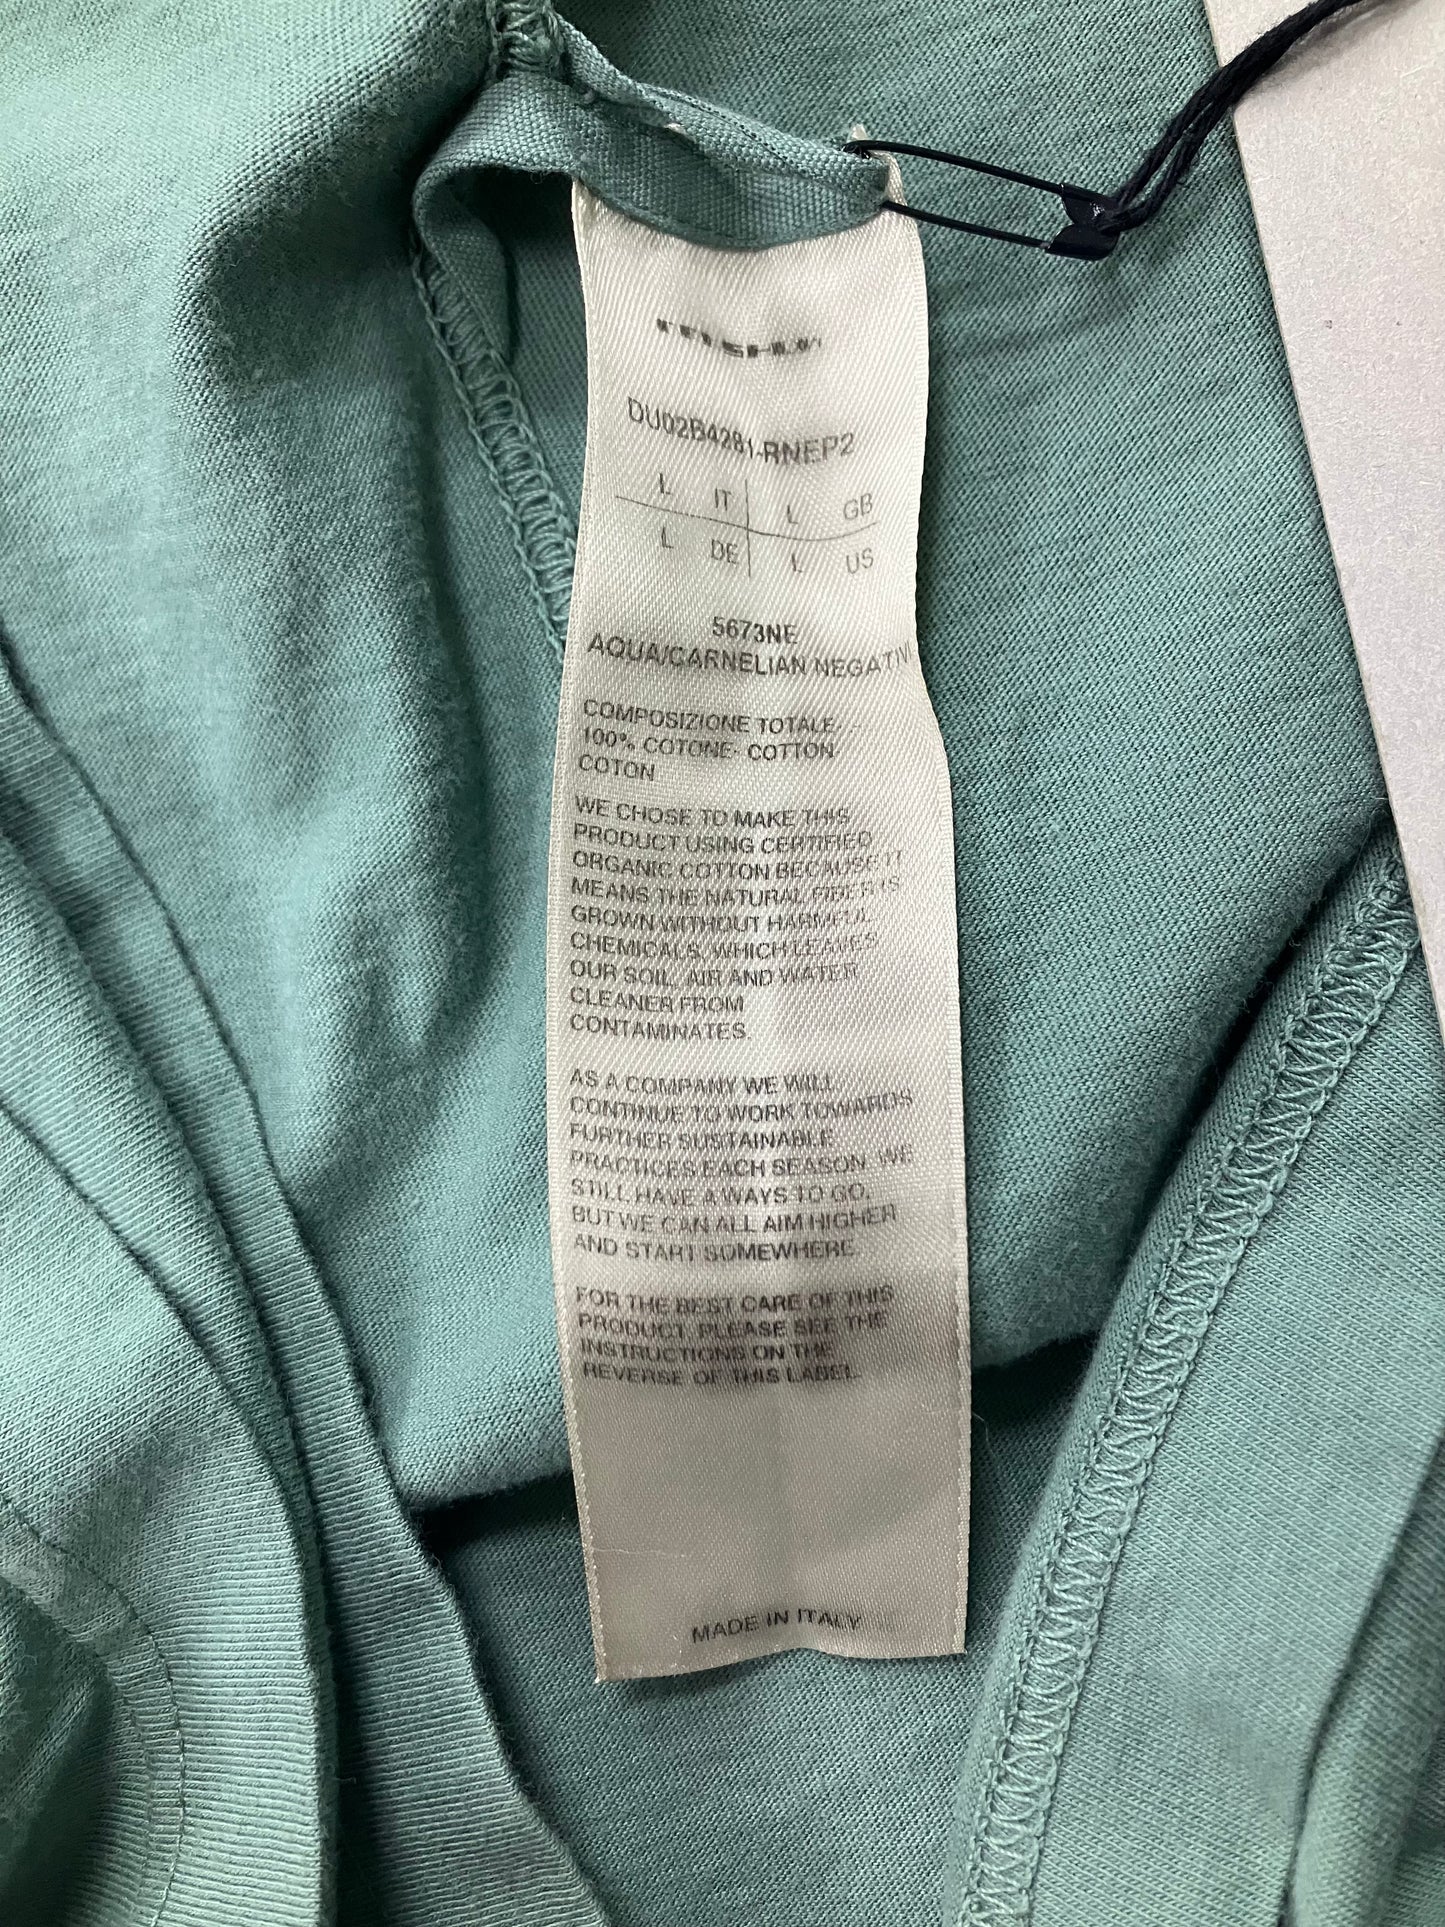 DU02B4281-RNEP2
L IT L GB
L DE L US
5673NE
AQUA/CARNELIAN NEGATIV
COMPOSIZIONE TOTALE-
100% COTONE- COTTON
COTON
WE CHOSE TO MAKE THIS
PRODUCT USING CERTIFIED
ORGANIC COTTON BECAUSE IT
MEANS THE NATURAL FIBER IS
GROWN WITHOUT HARMFUL
CHEMICALS, WHICH LEAVES
OUR SOIL, AIR AND WATER
CLEANER FROM
CONTAMINATES.
AS A COMPANY WE WILL
CONTINUE TO WORK TOWARDS
FURTHER SUSTAINABLE
PRACTICES EACH SEASON. WE
STILL HAVE A WAYS TO GO,
BUT WE CAN ALL AIM HIGHER
AND START SOMEWHERE.
FOR THE BEST CARE OF THIS
PRODUCT, PLEASE SEE THE
INSTRUCTIONS ON THE
REVERSE OF THIS LABEL.
MADE IN ITALY